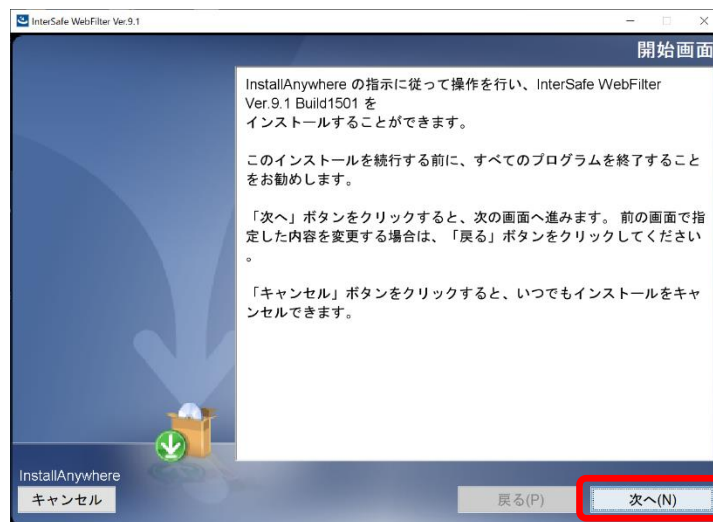 InterSafe WebFilter Ver.9.1
開始画面
InstallAnywhere の指示に従って操作を行い、InterSafe WebFilter
Ver.9.1 Build1501 を
インストールすることができます。
このインストールを続行する前に、すべてのプログラムを終了すること
をお勧めします。
「次へ」ボタンをクリックすると、次の画面へ進みます。 前の画面で指
定した内容を変更する場合は、「戻る」ボタンをクリックしてください
。
「キャンセル」ボタンをクリックすると、いつでもインストールをキャ
ンセルできます。
InstallAnywhere
キャンセル
戻る(P)
次へ(N)